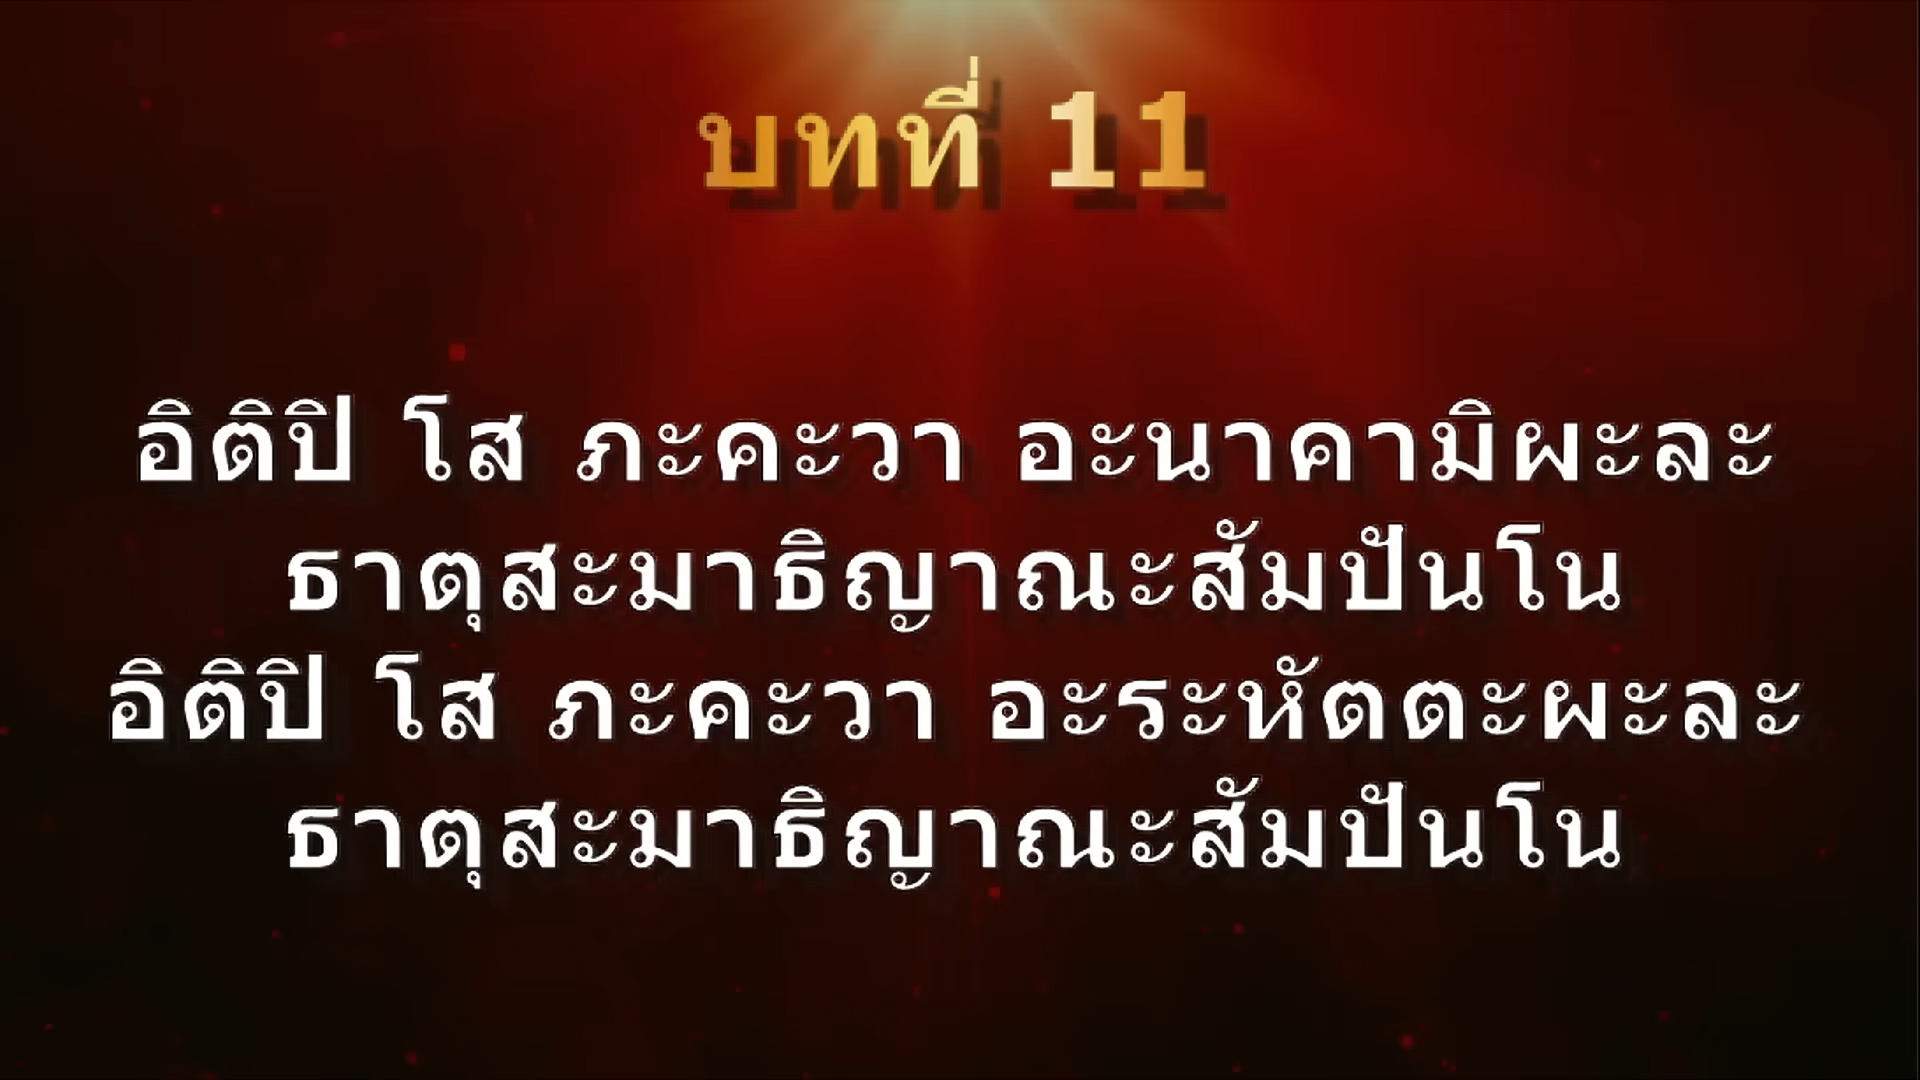 บทที่ 11
อิติปิ โส ภะคะวา อะนาคามิผะละ
ธาตุสะมาธิญาณะสัมปันโน
อิติปิ โส ภะคะวา อะระหัตตะผะละ
ธาตุสะมาธิญาณะสัมปันโน